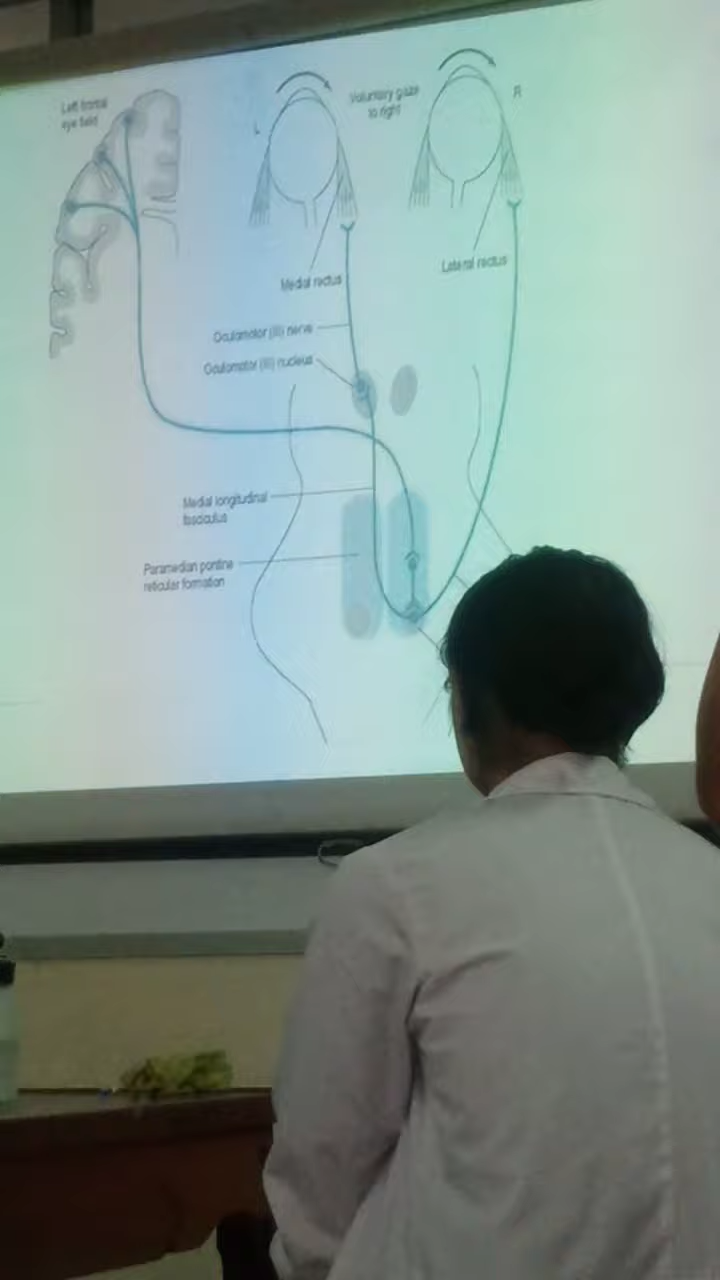 Left frontal
eye field
L
Voluntary gaze
to right
R
Medial rectus
Lateral rectus
Oculomotor (III) nerve
Oculomotor (III) nucleus
Medial longitudinal
fasciculus
Paramedian pontine
reticular formation